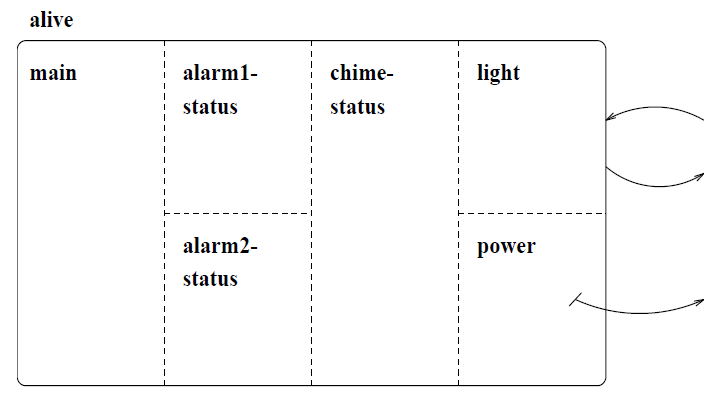 alive
main
alarm1-
status
chime-
status
light
alarm2-
status
power